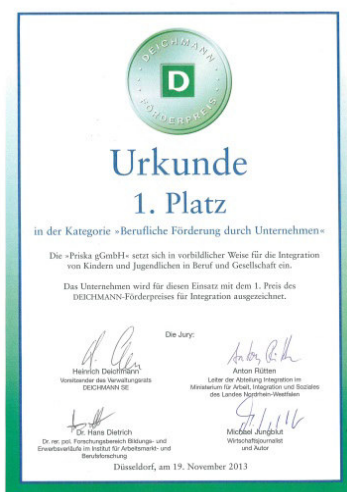 DEICHMANN
D
FÖRDERPREIS
Urkunde
1. Platz
in der Kategorie »Berufliche Förderung durch Unternehmen«
Die »Priska gGmbH« setzt sich in vorbildlicher Weise für die Integration
von Kindern und Jugendlichen in Beruf und Gesellschaft ein.
Das Unternehmen wird für diesen Einsatz mit dem 1. Preis des
DEICHMANN-Förderpreises für Integration ausgezeichnet.
Die Jury:
Heinrich Deichmann
Vorsitzender des Verwaltungsrats
DEICHMANN SE
Anton Rütten
Anton Rütten
Leiter der Abteilung Integration im
Ministerium für Arbeit, Integration und Soziales
des Landes Nordrhein-Westfalen
Dr. Hans Dietrich
Dr. rer. pol. Forschungsbereich Bildungs- und
Erwerbsverläufe im Institut für Arbeitsmarkt- und
Berufsforschung
Michael Jungblut
Wirtschaftsjournalist
und Autor
Düsseldorf, am 19. November 2013